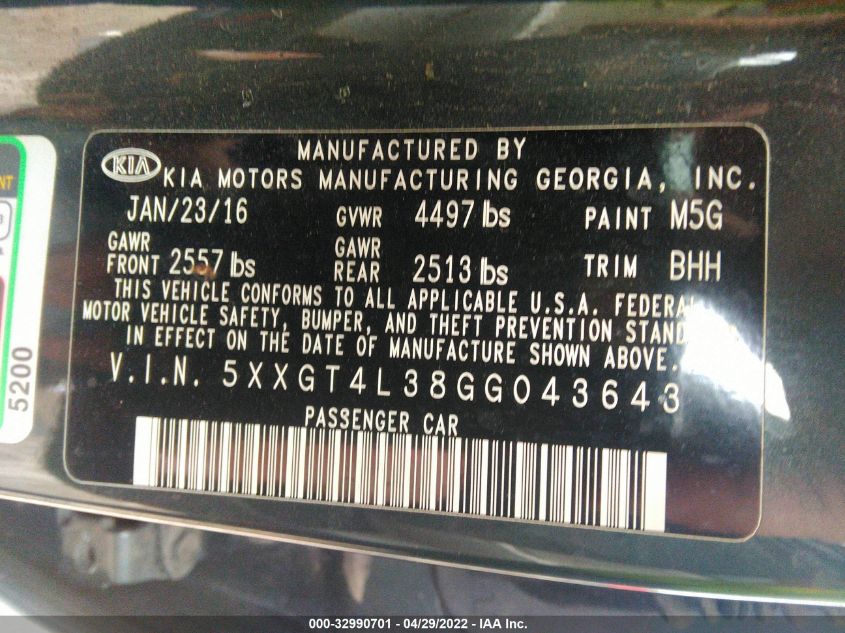 MANUFACTURED BY
KIA KIA MOTORS MANUFACTURING GEORGIA, INC.
JAN/23/16 GVWR 4497 lbs PAINT M5G
GAWR FRONT 2557 lbs GAWR REAR 2513 lbs TRIM BHH
THIS VEHICLE CONFORMS TO ALL APPLICABLE U.S.A. FEDERAL
MOTOR VEHICLE SAFETY, BUMPER, AND THEFT PREVENTION
IN EFFECT ON THE DATE OF MANUFACTURE SHOWN ABOVE.
V.I.N. 5XXGT4L38GG043643
PASSENGER CAR
5200
000-32990701 - 04/29/2022 - IAA Inc.